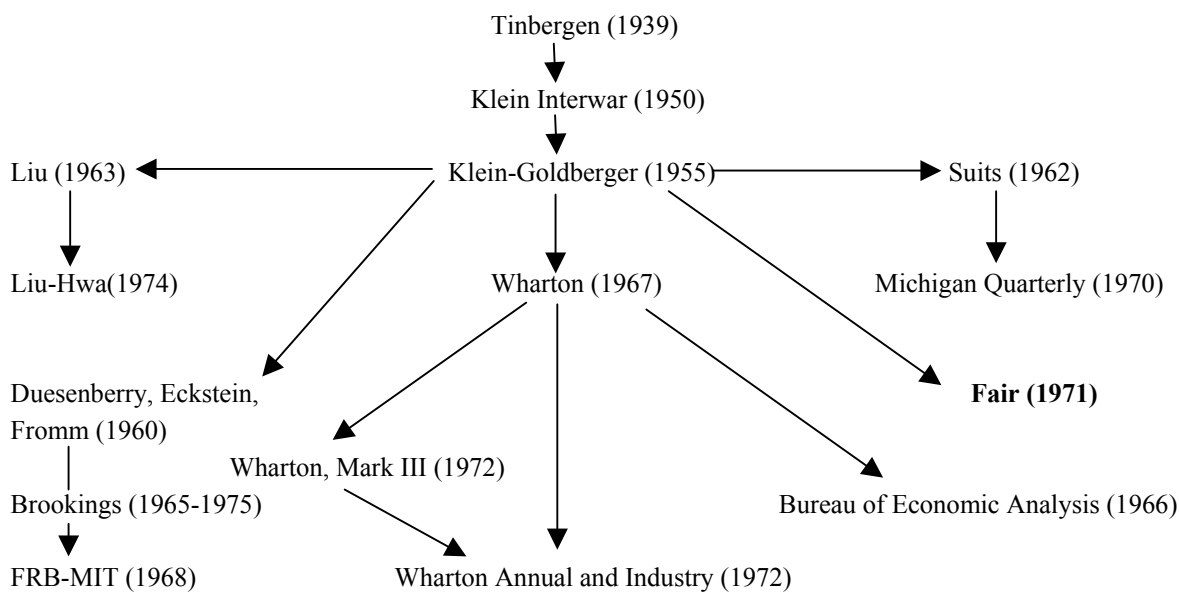 Tinbergen (1939)
Klein Interwar (1950)
Liu (1963)
Klein-Goldberger (1955)
Suits (1962)
Liu-Hwa(1974)
Wharton (1967)
Michigan Quarterly (1970)
Duesenberry, Eckstein,
Fromm (1960)
Fair (1971)
Wharton, Mark III (1972)
Brookings (1965-1975)
Bureau of Economic Analysis (1966)
FRB-MIT (1968)
Wharton Annual and Industry (1972)